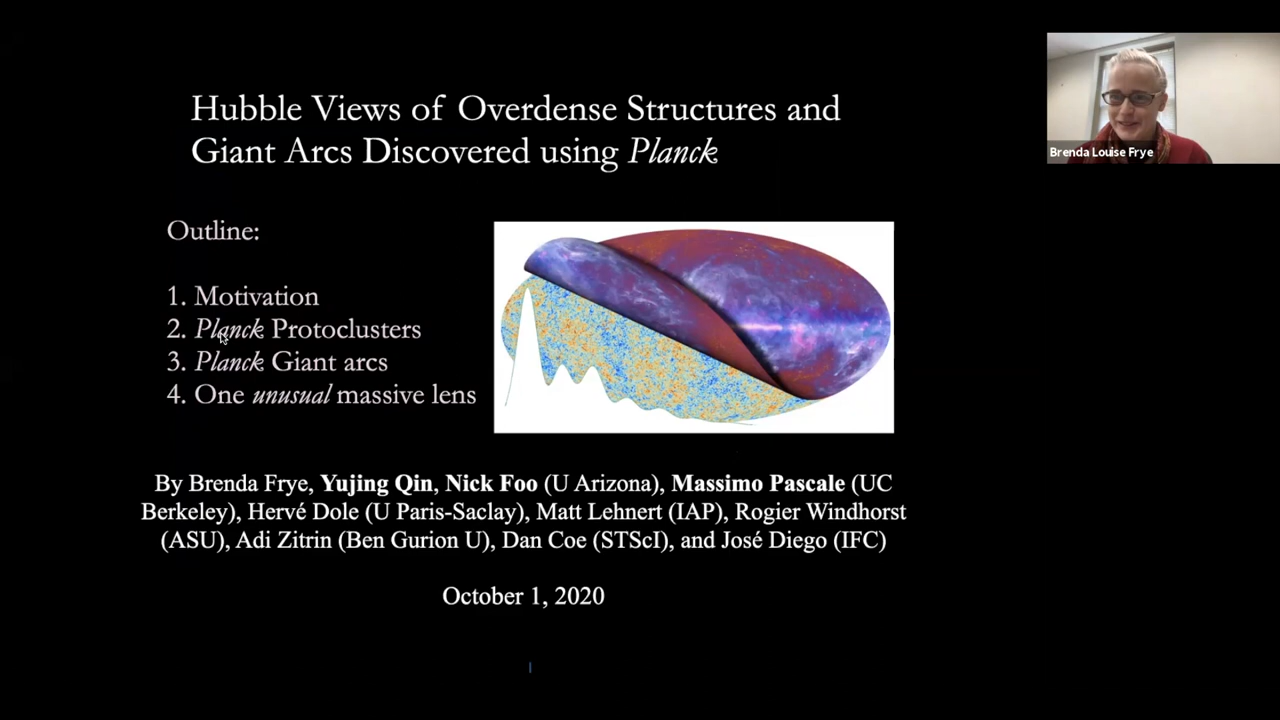 Hubble Views of Overdense Structures and
Giant Arcs Discovered using Planck
Brenda Louise Frye
Outline:
1. Motivation
2. Planck Protoclusters
3. Planck Giant arcs
4. One unusual massive lens
By Brenda Frye, Yujing Qin, Nick Foo (U Arizona), Massimo Pascale (UC
Berkeley), Hervé Dole (U Paris-Saclay), Matt Lehnert (IAP), Rogier Windhorst
(ASU), Adi Zitrin (Ben Gurion U), Dan Coe (STScI), and José Diego (IFC)
October 1, 2020